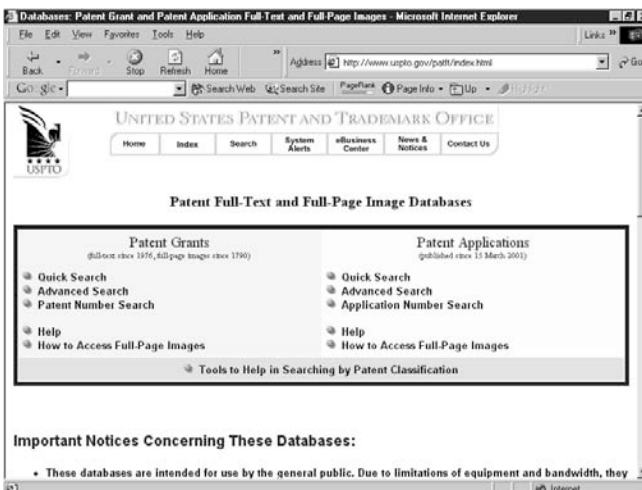 Databases: Patent Grant and Patent Application Full-Text and Full-Page Images - Microsoft Internet Explorer
File Edit View Favorites Tools Help
Links »
Back Forward Stop Refresh Home » Address http://www.uspto.gov/patft/index.html Go
Google Search Web Search Site PageRank Page Info Up
UNITED STATES PATENT AND TRADEMARK OFFICE
Home Index Search System Alerts eBusiness Center News & Notices Contact Us
USPTO
Patent Full-Text and Full-Page Image Databases
Patent Grants Patent Applications
(full-text since 1976, full-page images since 1790) (published since 15 March 2001)
Quick Search Quick Search
Advanced Search Advanced Search
Patent Number Search Application Number Search
Help Help
How to Access Full-Page Images How to Access Full-Page Images
Tools to Help in Searching by Patent Classification
Important Notices Concerning These Databases:
• These databases are intended for use by the general public. Due to limitations of equipment and bandwidth, they
Internet